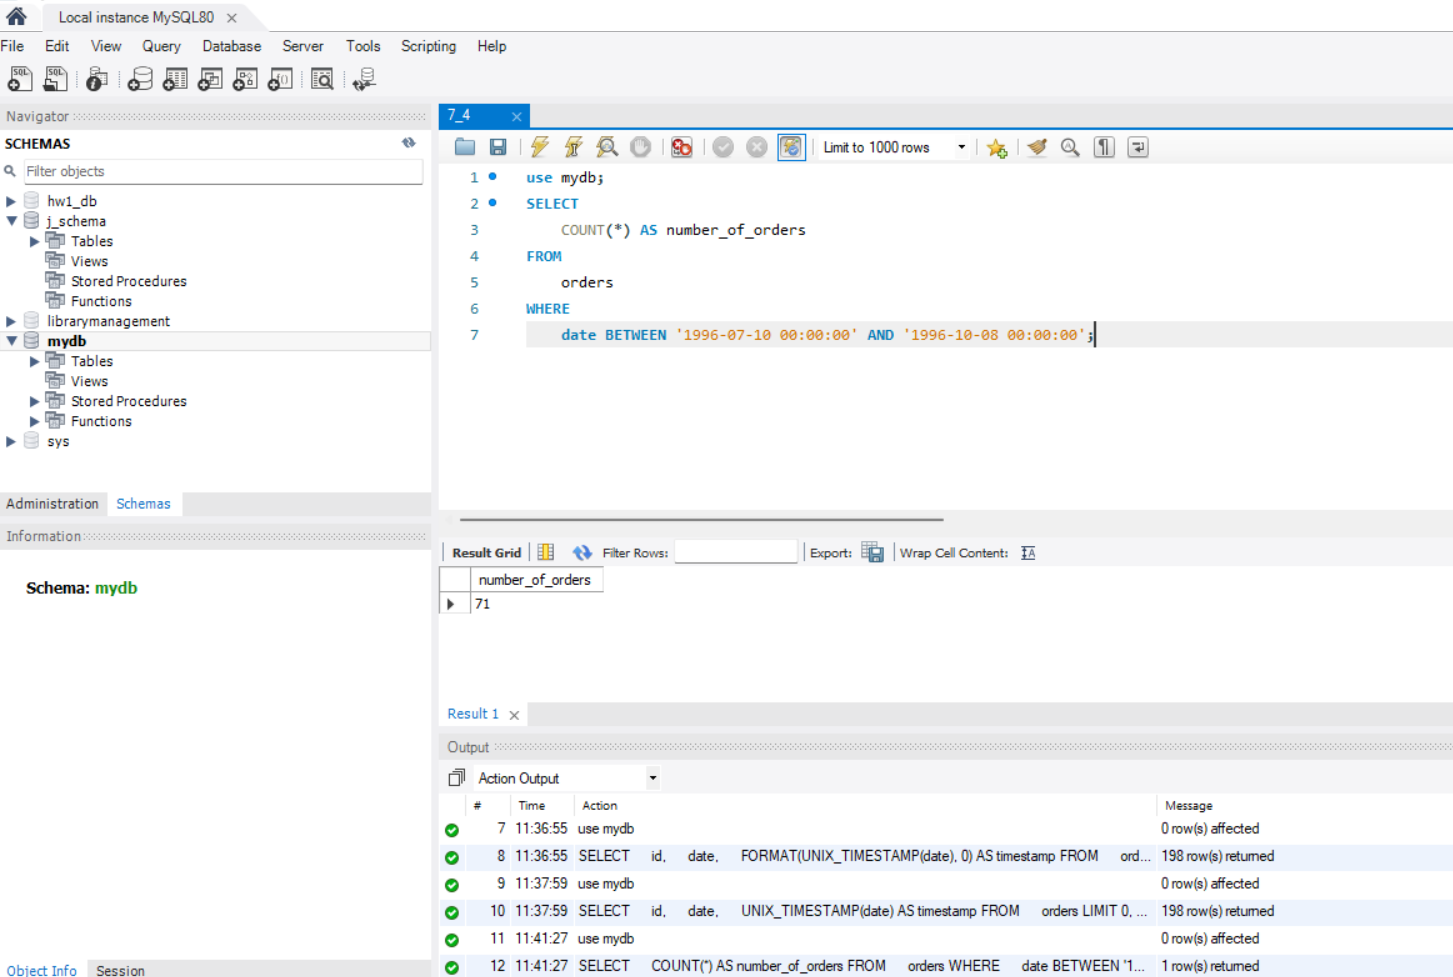 Local instance MySQL80
File Edit View Query Database Server Tools Scripting Help
Navigator
SCHEMAS
Filter objects
hw1_db
j_schema
Tables
Views
Stored Procedures
Functions
librarymanagement
mydb
Tables
Views
Stored Procedures
Functions
sys
Administration Schemas
Information
Schema: mydb
Object Info Session
7_4
Limit to 1000 rows
1 use mydb;
2 SELECT
3 COUNT(*) AS number_of_orders
4 FROM
5 orders
6 WHERE
7 date BETWEEN '1996-07-10 00:00:00' AND '1996-10-08 00:00:00';
Result Grid Filter Rows: Export: Wrap Cell Content:
number_of_orders
71
Result 1
Output
Action Output
# Time Action Message
7 11:36:55 use mydb 0 row(s) affected
8 11:36:55 SELECT id, date, FORMAT(UNIX_TIMESTAMP(date), 0) AS timestamp FROM ord... 198 row(s) returned
9 11:37:59 use mydb 0 row(s) affected
10 11:37:59 SELECT id, date, UNIX_TIMESTAMP(date) AS timestamp FROM orders LIMIT 0, ... 198 row(s) returned
11 11:41:27 use mydb 0 row(s) affected
12 11:41:27 SELECT COUNT(*) AS number_of_orders FROM orders WHERE date BETWEEN '1... 1 row(s) returned